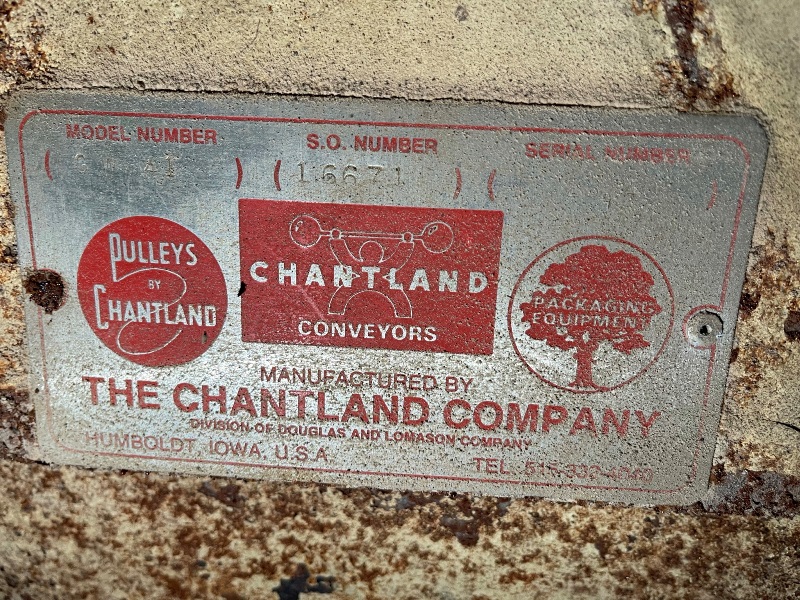 MODEL NUMBER S.O. NUMBER SERIAL NUMBER
( ) ( 16671 ) ( )
PULLEYS
BY
CHANTLAND
CHANTLAND
CONVEYORS
PACKAGING
EQUIPMENT
MANUFACTURED BY
THE CHANTLAND COMPANY
DIVISION OF DOUGLAS AND LOMASON COMPANY
HUMBOLDT, IOWA, U.S.A. TEL.